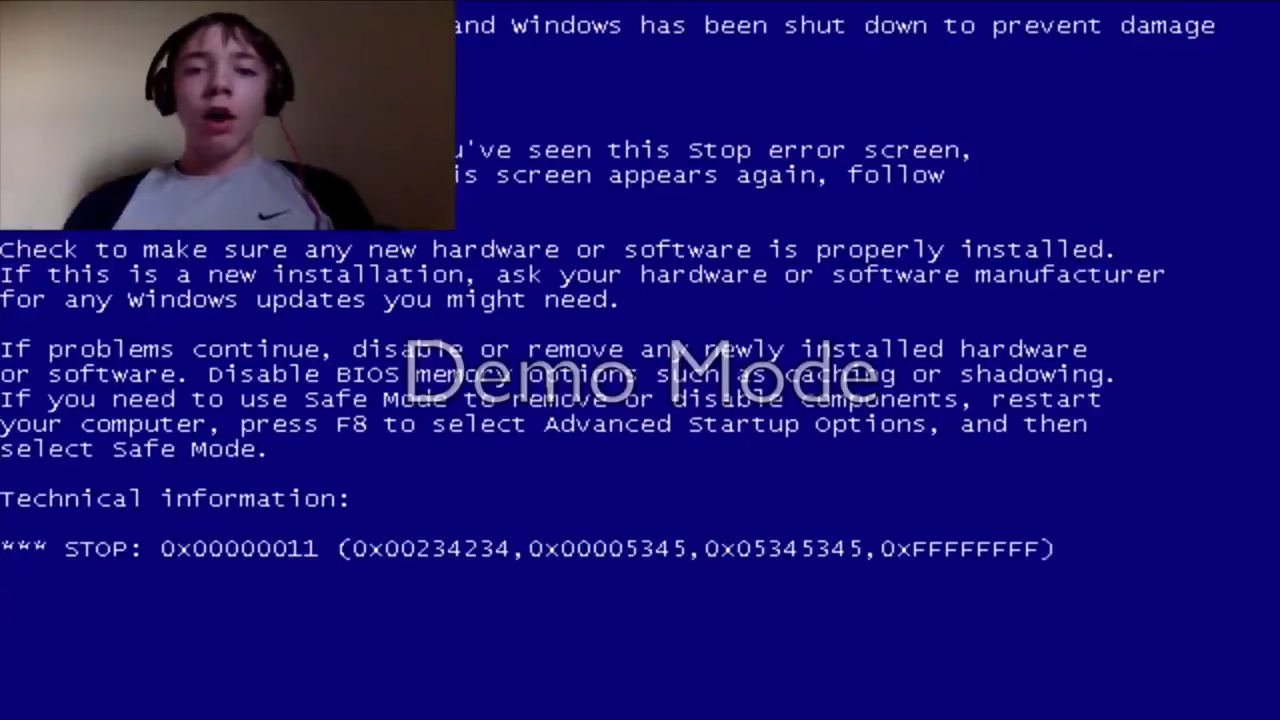 and Windows has been shut down to prevent damage
u've seen this Stop error screen,
is screen appears again, follow
Check to make sure any new hardware or software is properly installed.
If this is a new installation, ask your hardware or software manufacturer
for any Windows updates you might need.
If problems continue, disable or remove any newly installed hardware
or software. Disable BIOS memory options such as caching or shadowing.
Demo Mode
If you need to use Safe Mode to remove or disable components, restart
your computer, press F8 to select Advanced Startup Options, and then
select Safe Mode.
Technical information:
*** STOP: 0x00000011 (0x00234234,0x00005345,0x05345345,0xFFFFFFFF)